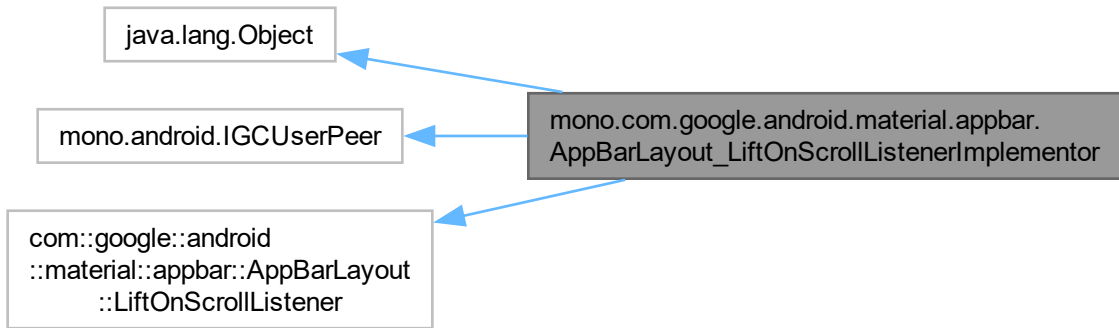 java.lang.Object
mono.android.IGCUserPeer
com::google::android
::material::appbar::AppBarLayout
::LiftOnScrollListener
mono.com.google.android.material.appbar.
AppBarLayout_LiftOnScrollListenerImplementor